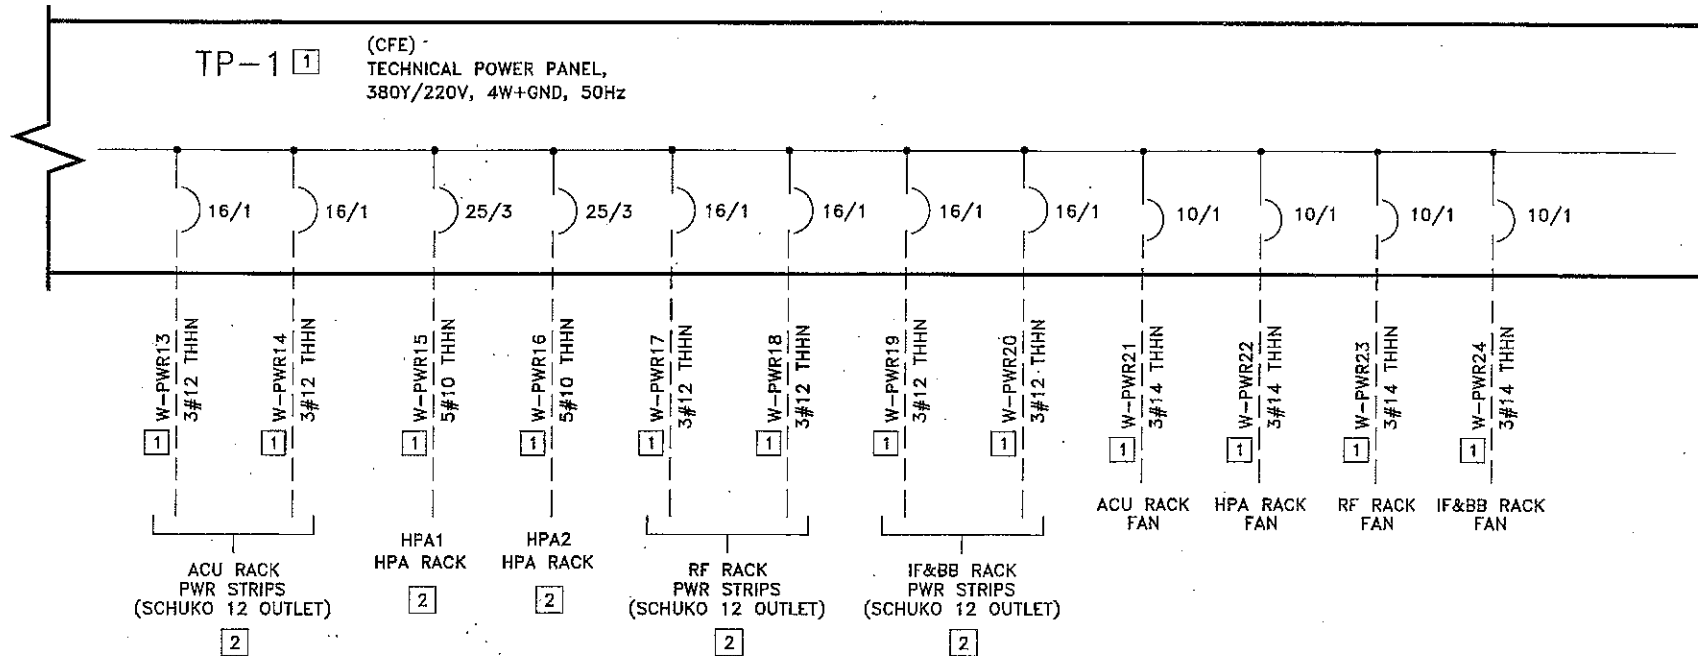 TP-1 1
(CFE)
TECHNICAL POWER PANEL,
380Y/220V, 4W+GND, 50Hz
16/1
16/1
25/3
25/3
16/1
16/1
16/1
16/1
10/1
10/1
10/1
10/1
1 W-PWR13
3#12 THHN
1 W-PWR14
3#12 THHN
1 W-PWR15
5#10 THHN
1 W-PWR16
5#10 THHN
1 W-PWR17
3#12 THHN
1 W-PWR18
3#12 THHN
1 W-PWR19
3#12 THHN
1 W-PWR20
3#12 THHN
1 W-PWR21
3#14 THHN
1 W-PWR22
3#14 THHN
1 W-PWR23
3#14 THHN
1 W-PWR24
3#14 THHN
ACU RACK
PWR STRIPS
(SCHUKO 12 OUTLET)
2
HPA1
HPA RACK
2
HPA2
HPA RACK
2
RF RACK
PWR STRIPS
(SCHUKO 12 OUTLET)
2
IF&BB RACK
PWR STRIPS
(SCHUKO 12 OUTLET)
2
ACU RACK
FAN
HPA RACK
FAN
RF RACK
FAN
IF&BB RACK
FAN